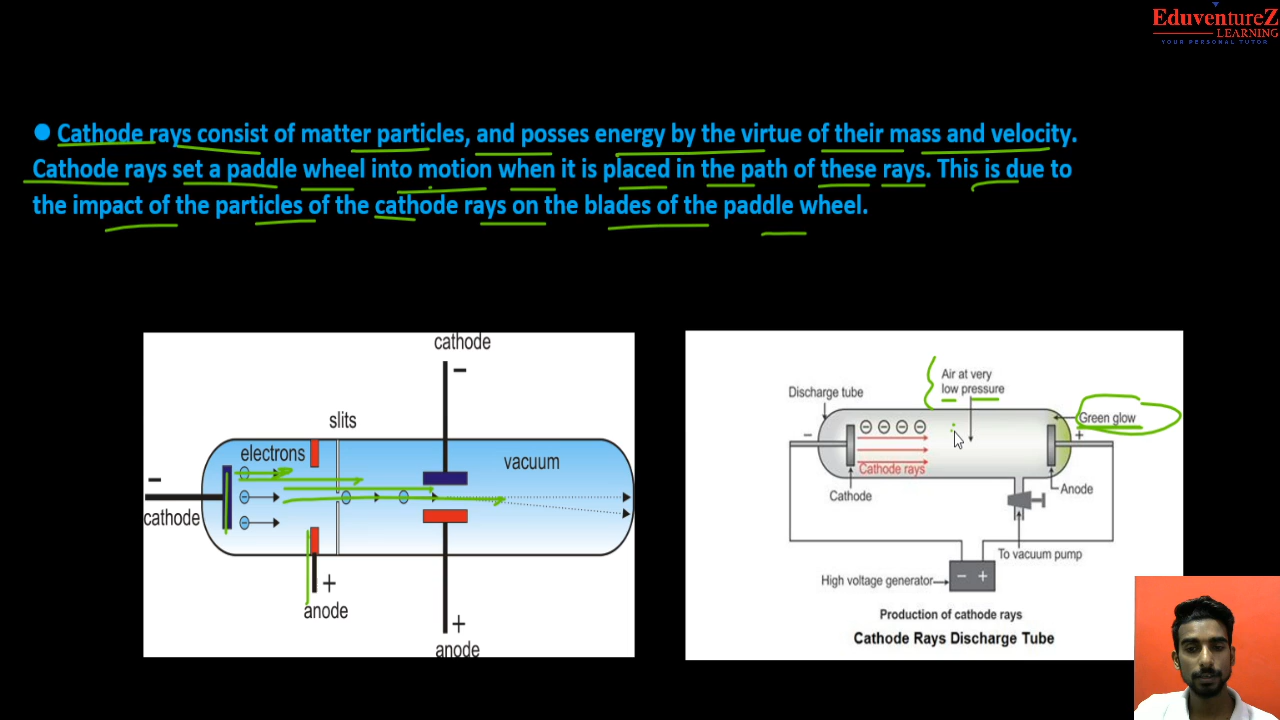 EduventureZ
LEARNING
YOUR PERSONAL TUTOR
Cathode rays consist of matter particles, and posses energy by the virtue of their mass and velocity.
Cathode rays set a paddle wheel into motion when it is placed in the path of these rays. This is due to
the impact of the particles of the cathode rays on the blades of the paddle wheel.
cathode
−
slits
electrons
vacuum
−
cathode
+
anode
+
anode
Air at very
low pressure
Discharge tube
Green glow
−
+
Cathode rays
Cathode
Anode
To vacuum pump
High voltage generator
− +
Production of cathode rays
Cathode Rays Discharge Tube